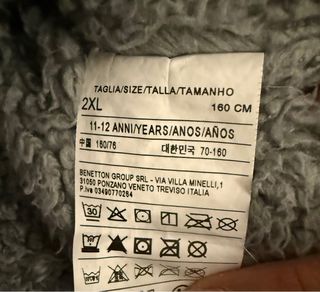 TAGLIA/SIZE/TALLA/TAMANHO
2XL 160 CM
11-12 ANNI/YEARS/ANOS/AÑOS
中国 160/76 대한민국 70-160
BENETTON GROUP SRL - VIA VILLA MINELLI,1
31050 PONZANO VENETO TREVISO ITALIA
P.Iva 03490770264
30